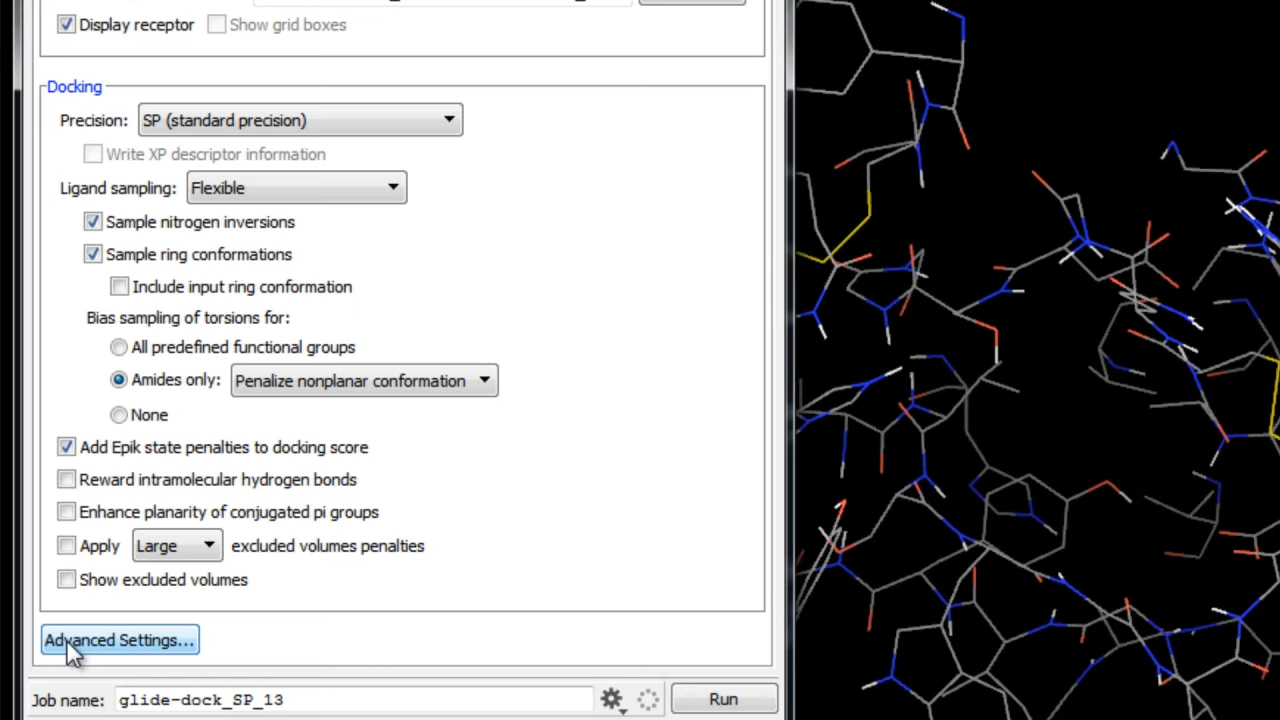 Display receptor Show grid boxes
Docking
Precision: SP (standard precision)
Write XP descriptor information
Ligand sampling: Flexible
Sample nitrogen inversions
Sample ring conformations
Include input ring conformation
Bias sampling of torsions for:
All predefined functional groups
Amides only: Penalize nonplanar conformation
None
Add Epik state penalties to docking score
Reward intramolecular hydrogen bonds
Enhance planarity of conjugated pi groups
Apply Large excluded volumes penalties
Show excluded volumes
Advanced Settings...
Job name: glide-dock_SP_13 Run